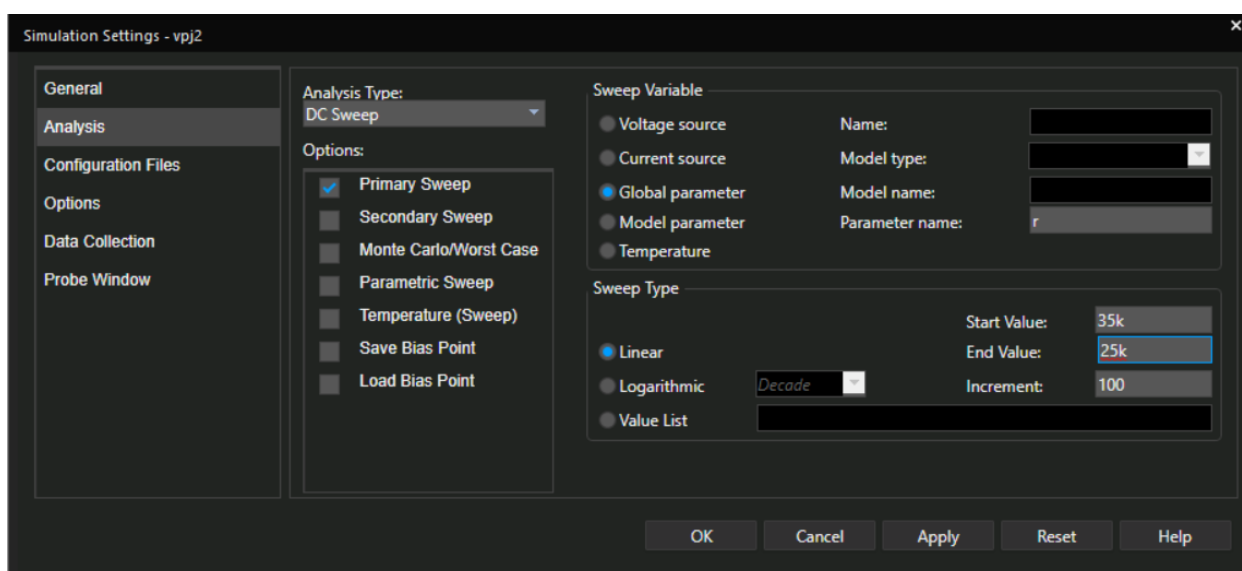 Simulation Settings - vpj2
×
General
Analysis
Configuration Files
Options
Data Collection
Probe Window
Analysis Type:
DC Sweep
Options:
Primary Sweep
Secondary Sweep
Monte Carlo/Worst Case
Parametric Sweep
Temperature (Sweep)
Save Bias Point
Load Bias Point
Sweep Variable
Voltage source
Current source
Global parameter
Model parameter
Temperature
Name:
Model type:
Model name:
Parameter name: r
Sweep Type
Linear
Logarithmic Decade
Value List
Start Value: 35k
End Value: 25k
Increment: 100
OK Cancel Apply Reset Help